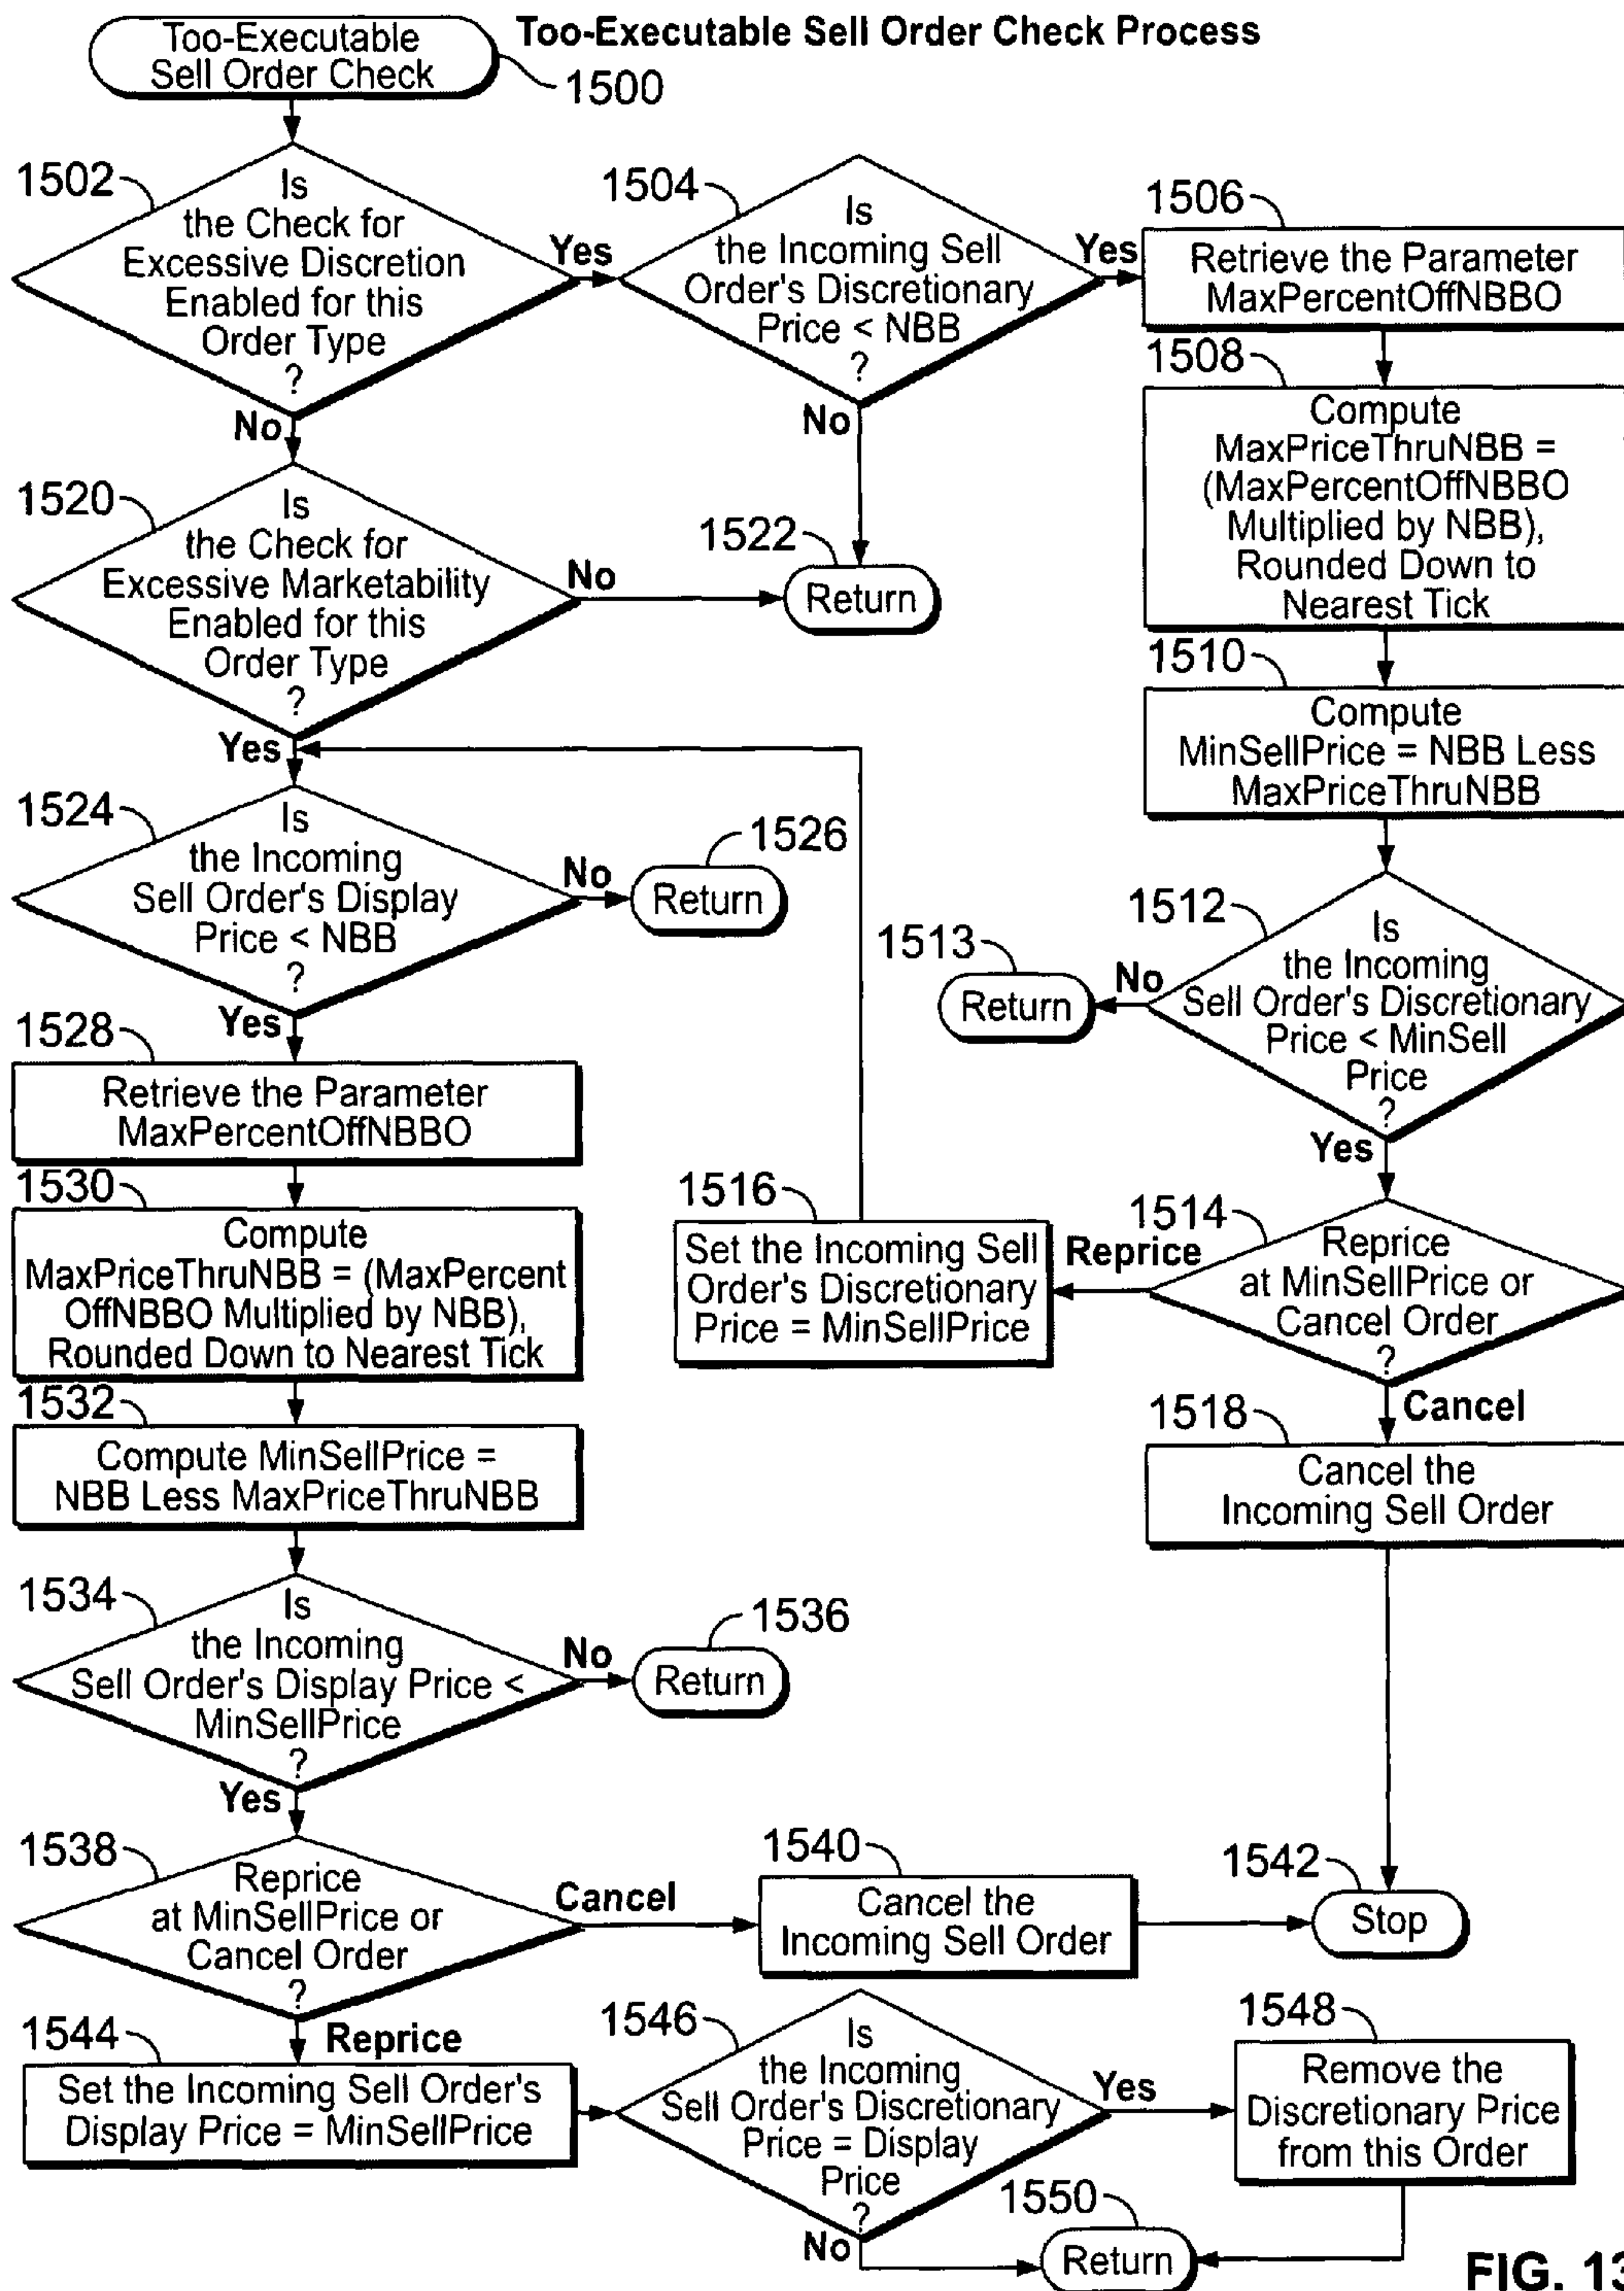 Too-Executable
Sell Order Check
Too-Executable Sell Order Check Process
1500
1502
Is
the Check for
Excessive Discretion
Enabled for this
Order Type
?
Yes
No
1504
Is
the Incoming Sell
Order's Discretionary
Price < NBB
?
Yes
No
1506
Retrieve the Parameter
MaxPercentOffNBBO
1508
Compute
MaxPriceThruNBB =
(MaxPercentOffNBBO
Multiplied by NBB),
Rounded Down to
Nearest Tick
1510
Compute
MinSellPrice = NBB Less
MaxPriceThruNBB
1512
Is
the Incoming
Sell Order's Discretionary
Price < MinSell
Price
?
No
Yes
1513
Return
1514
Reprice
at MinSellPrice or
Cancel Order
?
Reprice
Cancel
1516
Set the Incoming Sell
Order's Discretionary
Price = MinSellPrice
1518
Cancel the
Incoming Sell Order
1520
Is
the Check for
Excessive Marketability
Enabled for this
Order Type
?
No
Yes
1522
Return
1524
Is
the Incoming
Sell Order's Display
Price < NBB
?
No
Yes
1526
Return
1528
Retrieve the Parameter
MaxPercentOffNBBO
1530
Compute
MaxPriceThruNBB = (MaxPercent
OffNBBO Multiplied by NBB),
Rounded Down to Nearest Tick
1532
Compute MinSellPrice =
NBB Less MaxPriceThruNBB
1534
Is
the Incoming
Sell Order's Display Price <
MinSellPrice
?
No
Yes
1536
Return
1538
Reprice
at MinSellPrice or
Cancel Order
?
Cancel
Reprice
1540
Cancel the
Incoming Sell Order
1542
Stop
1544
Set the Incoming Sell Order's
Display Price = MinSellPrice
1546
Is
the Incoming
Sell Order's Discretionary
Price = Display
Price
?
Yes
No
1548
Remove the
Discretionary Price
from this Order
1550
Return
FIG. 13